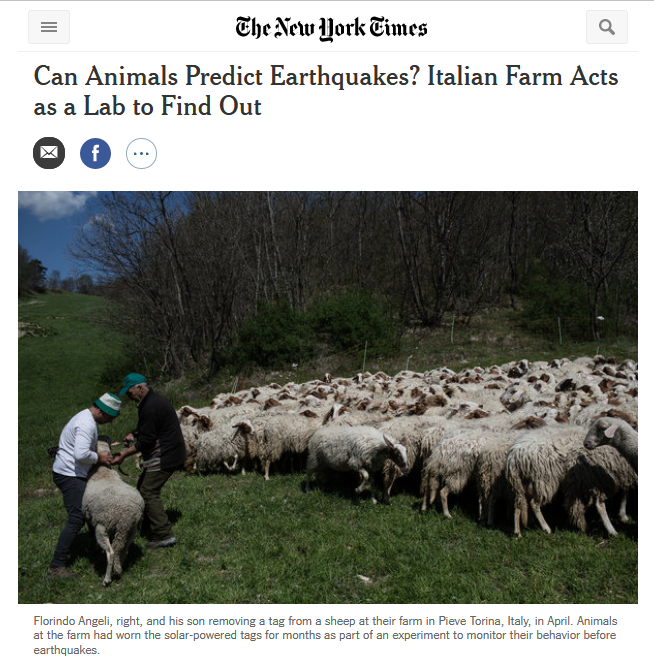 The New York Times
Can Animals Predict Earthquakes? Italian Farm Acts
as a Lab to Find Out
f
Florindo Angeli, right, and his son removing a tag from a sheep at their farm in Pieve Torina, Italy, in April. Animals
at the farm had worn the solar-powered tags for months as part of an experiment to monitor their behavior before
earthquakes.